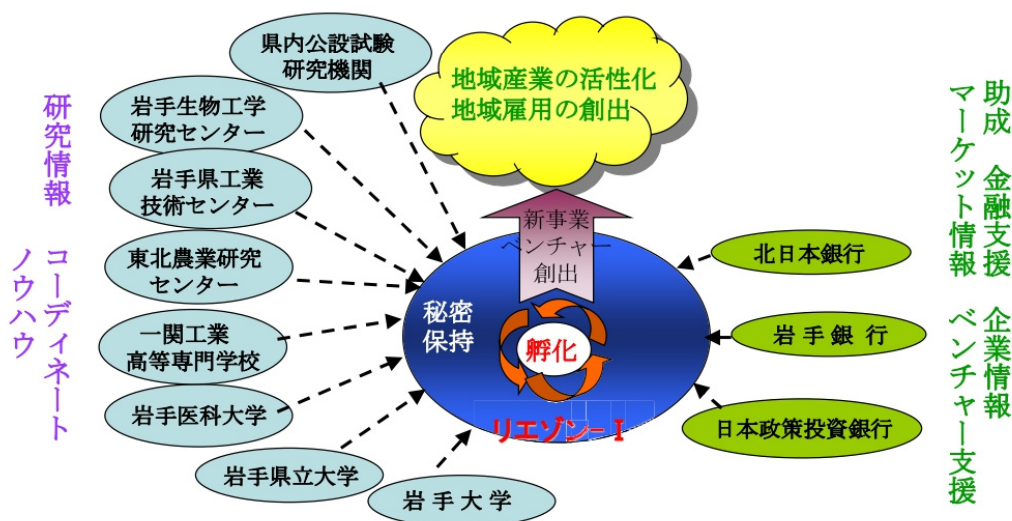 県内公設試験
研究機関
岩手生物工学
研究センター
岩手県工業
技術センター
東北農業研究
センター
一関工業
高等専門学校
岩手医科大学
岩手県立大学
岩手大学
研究情報
コーディネート
ノウハウ
地域産業の活性化
地域雇用の創出
新事業
ベンチャー
創出
秘密
保持
孵化
リエゾン-Ⅰ
北日本銀行
岩手銀行
日本政策投資銀行
助成 金融支援
マーケット情報
企業情報
ベンチャー支援